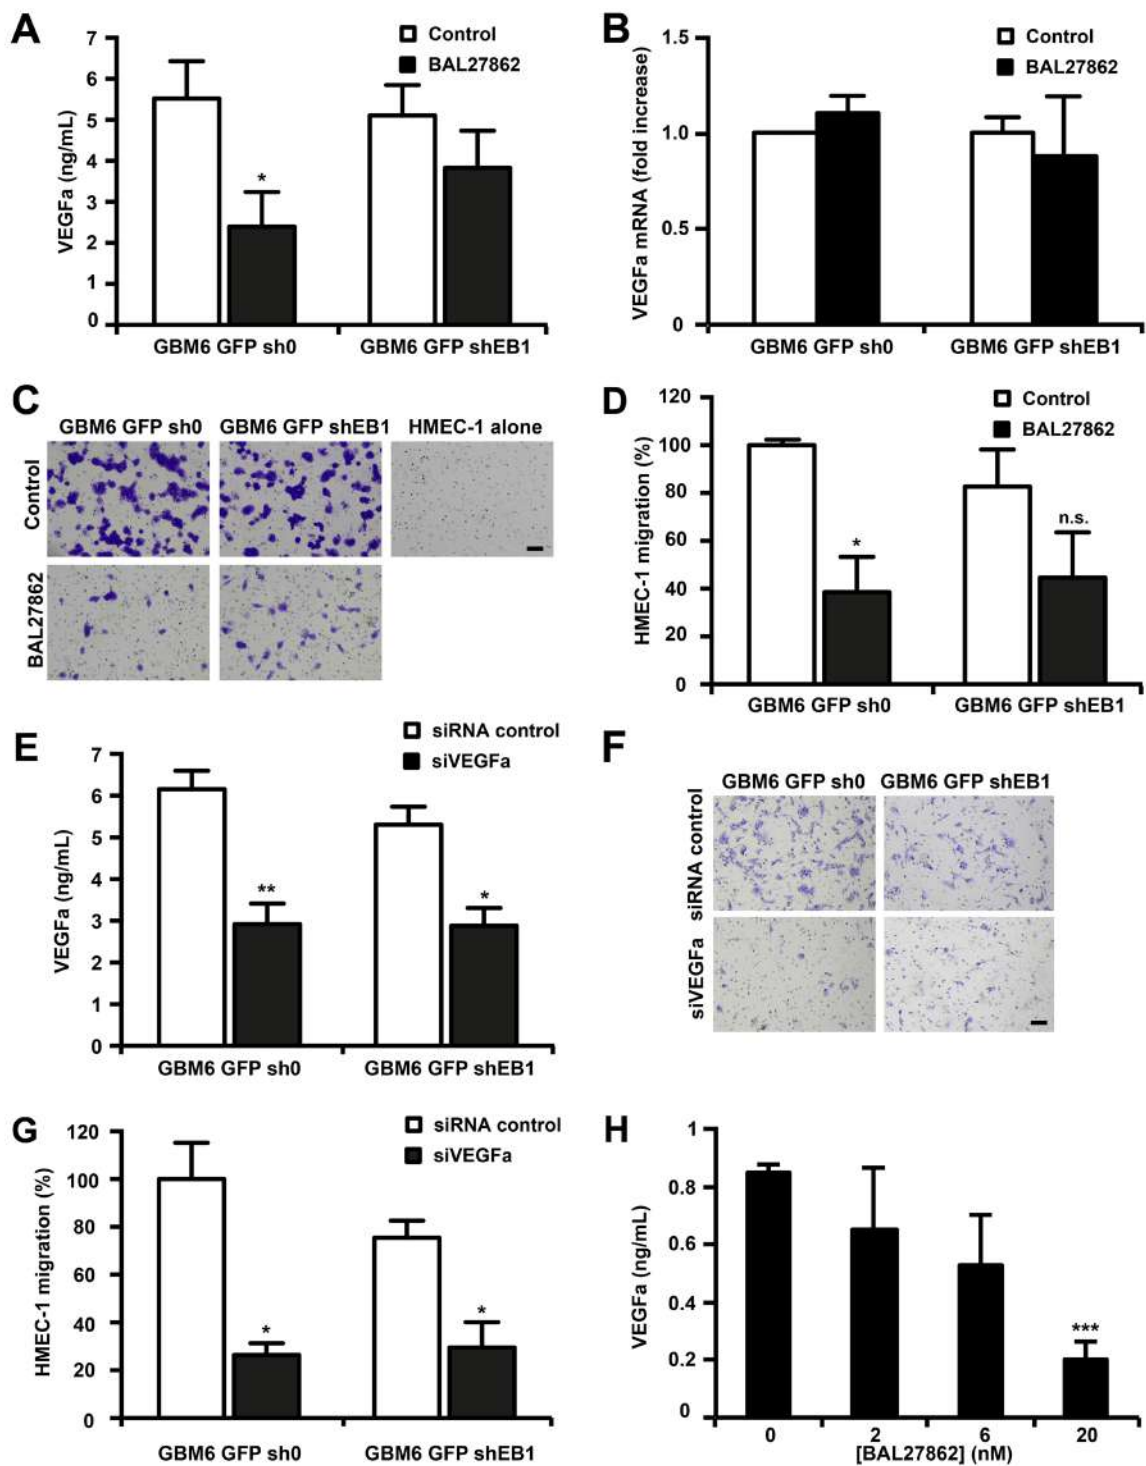 A
VEGFa (ng/mL)
7
6
5
4
3
2
1
0
Control
BAL27862
*
GBM6 GFP sh0
GBM6 GFP shEB1
B
VEGFa mRNA (fold increase)
1.5
1.0
0.5
0
Control
BAL27862
GBM6 GFP sh0
GBM6 GFP shEB1
C
GBM6 GFP sh0
GBM6 GFP shEB1
HMEC-1 alone
Control
BAL27862
D
HMEC-1 migration (%)
120
100
80
60
40
20
0
Control
BAL27862
*
n.s.
GBM6 GFP sh0
GBM6 GFP shEB1
E
VEGFa (ng/mL)
7
6
5
4
3
2
1
0
siRNA control
siVEGFa
**
*
GBM6 GFP sh0
GBM6 GFP shEB1
F
GBM6 GFP sh0
GBM6 GFP shEB1
siRNA control
siVEGFa
G
HMEC-1 migration (%)
120
100
80
60
40
20
0
siRNA control
siVEGFa
*
*
GBM6 GFP sh0
GBM6 GFP shEB1
H
VEGFa (ng/mL)
1
0.8
0.6
0.4
0.2
0
***
0
2
6
20
[BAL27862] (nM)